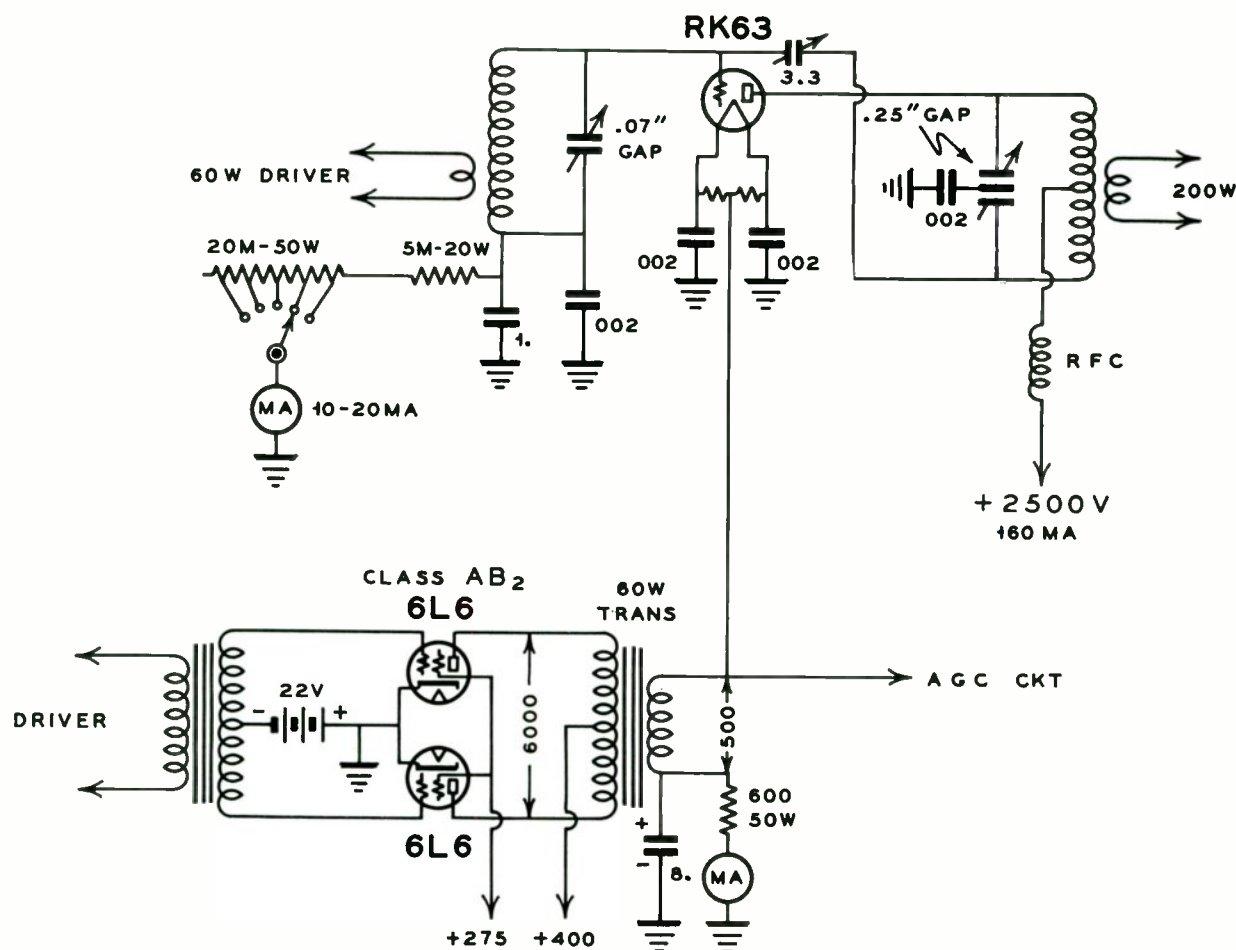 RK63
3.3
.07"
GAP
.25" GAP
60W DRIVER
200W
002
20M-50W
5M-20W
002
002
1.
002
RFC
MA
10-20MA
+2500V
160 MA
CLASS AB2
6L6
60W
TRANS
22V
-
+
DRIVER
6000
AGC CKT
500
600
50W
6L6
+
-
8.
MA
+275
+400